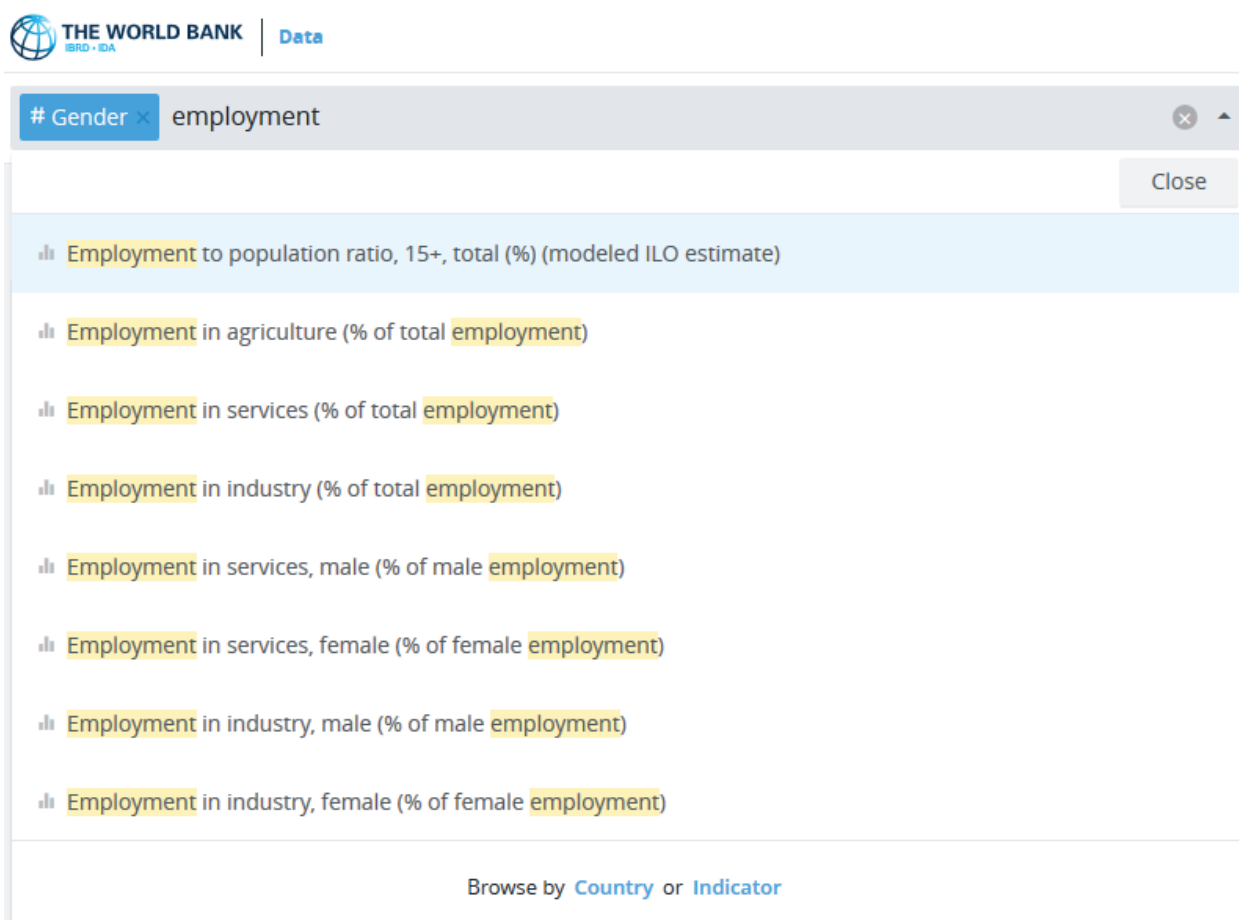 THE WORLD BANK
IBRD • IDA
Data
# Gender × employment
Close
Employment to population ratio, 15+, total (%) (modeled ILO estimate)
Employment in agriculture (% of total employment)
Employment in services (% of total employment)
Employment in industry (% of total employment)
Employment in services, male (% of male employment)
Employment in services, female (% of female employment)
Employment in industry, male (% of male employment)
Employment in industry, female (% of female employment)
Browse by Country or Indicator